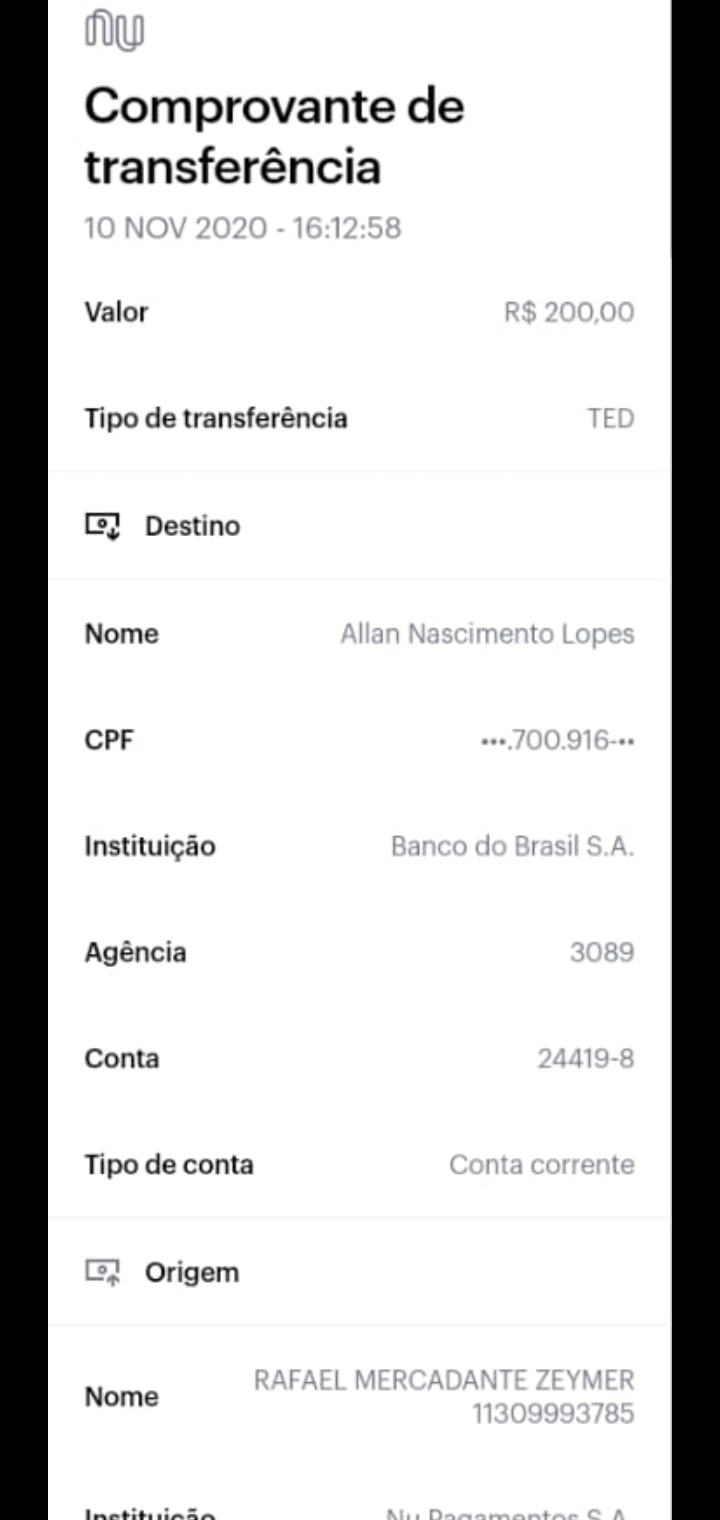 nu
Comprovante de
transferência
10 NOV 2020 - 16:12:58
Valor R$ 200,00
Tipo de transferência TED
Destino
Nome Allan Nascimento Lopes
CPF •••.700.916-••
Instituição Banco do Brasil S.A.
Agência 3089
Conta 24419-8
Tipo de conta Conta corrente
Origem
RAFAEL MERCADANTE ZEYMER
Nome
11309993785
Instituição Nu Pagamentos S.A.